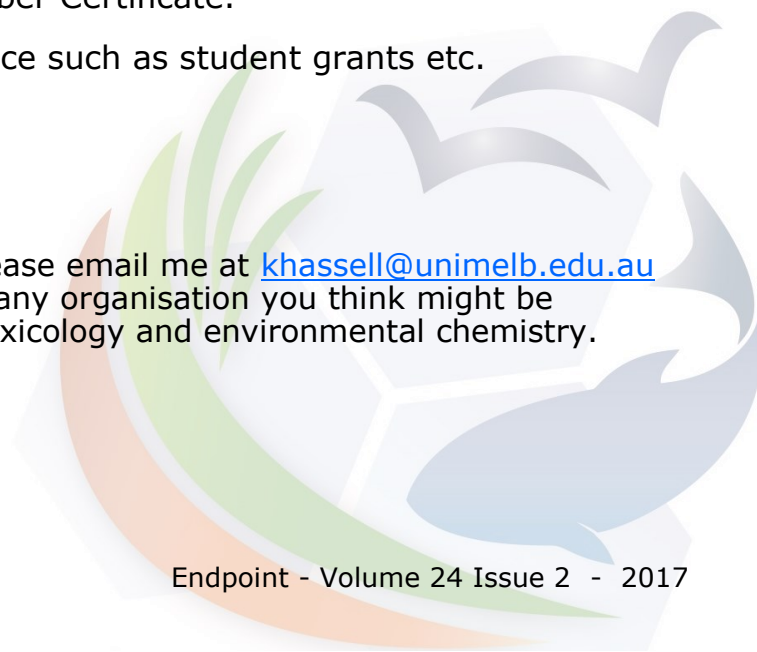 ce such as student grants etc.
ease email me at khassell@unimelb.edu.au
any organisation you think might be
xicology and environmental chemistry.
Endpoint - Volume 24 Issue 2 - 2017